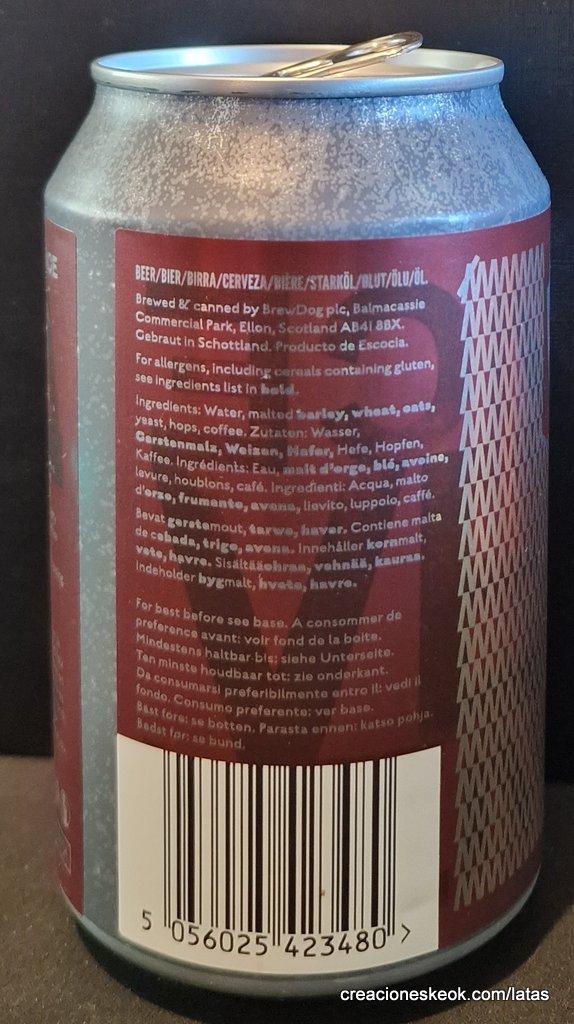 BEER/BIER/BIRRA/CERVEZA/BIÈRE/STARKÖL/OLUT/ÖLU/ÖL
Brewed & canned by BrewDog plc, Balmacassie
Commercial Park, Ellon, Scotland AB41 8BX.
Gebraut in Schottland. Producto de Escocia.
For allergens, including cereals containing gluten,
see ingredients list in bold.
Ingredients: Water, malted barley, wheat, oats,
yeast, hops, coffee. Zutaten: Wasser,
Gerstenmalz, Weizen, Hafer, Hefe, Hopfen,
Kaffee. Ingrédients: Eau, malt d'orge, blé, avoine,
levure, houblons, café. Ingredienti: Acqua, malto
d'orzo, frumento, avena, lievito, luppolo, caffé.
Bevat gerstemout, tarwe, haver. Contiene malta
de cebada, trigo, avena. Innehåller kornmalt,
vete, havre. Sisältää ohraa, vehnää, kauraa.
Indeholder bygmalt, hvete, havre.
For best before see base. A consommer de
preference avant: voir fond de la boite.
Mindestens haltbar bis: siehe Unterseite.
Ten minste houdbaar tot: zie onderkant.
Da consumarsi preferibilmente entro il: vedi il
fondo. Consumo preferente: ver base.
Bäst före: se botten. Parasta ennen: katso pohja.
Bedst før: se bund.
5 056025 423480 >
creacioneskeok.com/latas